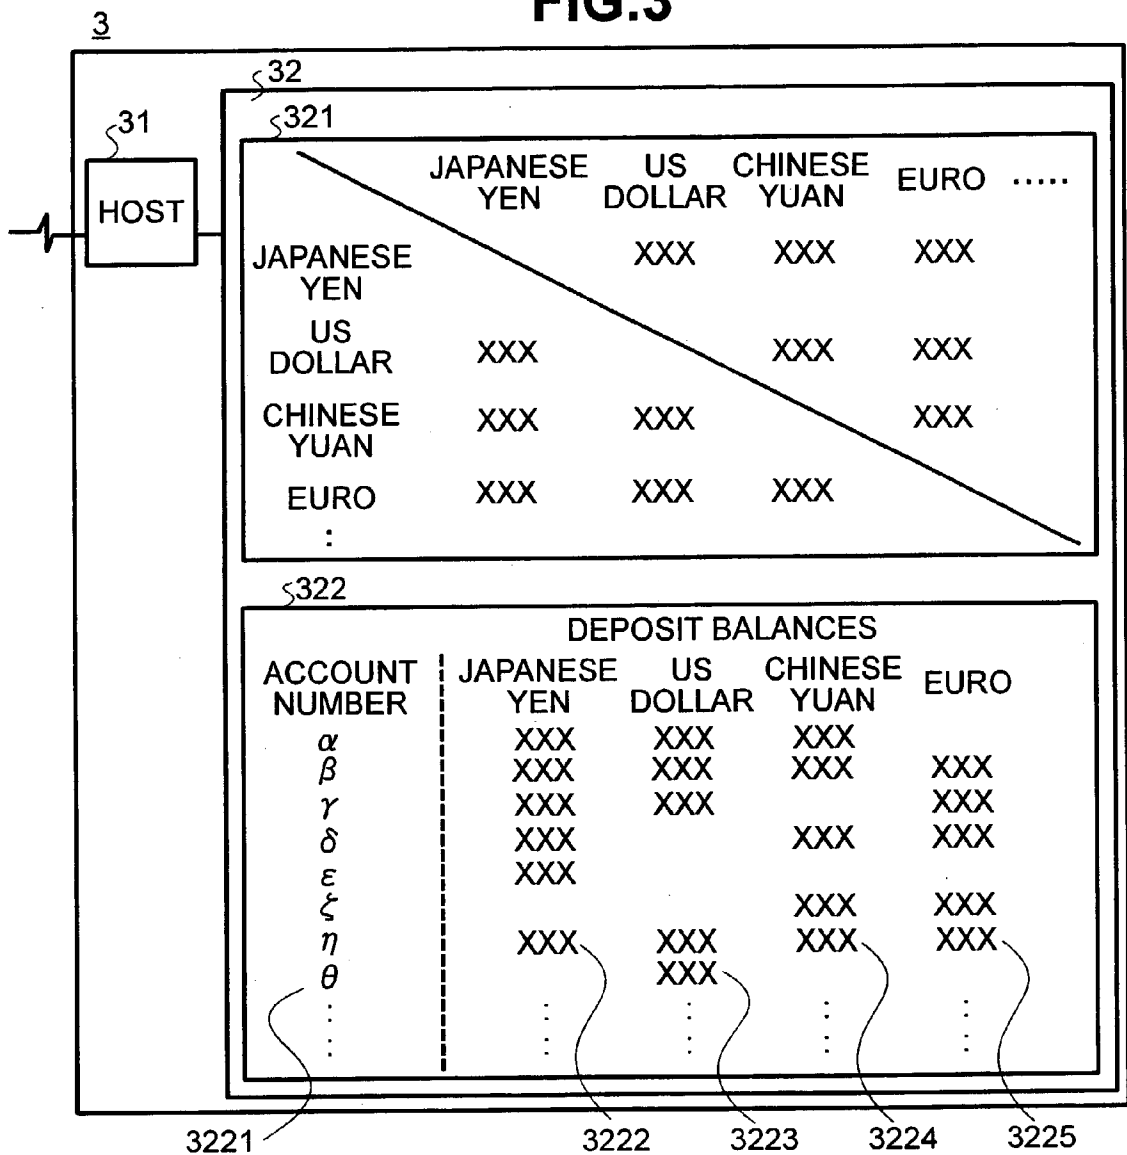 FIG.3
3
32
31
321
HOST
JAPANESE YEN US DOLLAR CHINESE YUAN EURO .....
JAPANESE YEN XXX XXX XXX
US DOLLAR XXX XXX XXX
CHINESE YUAN XXX XXX XXX
EURO XXX XXX XXX
:
322
DEPOSIT BALANCES
ACCOUNT NUMBER JAPANESE YEN US DOLLAR CHINESE YUAN EURO
α XXX XXX XXX
β XXX XXX XXX XXX
γ XXX XXX XXX
δ XXX XXX XXX
ε XXX
ζ XXX XXX
η XXX XXX XXX XXX
θ XXX
3221 3222 3223 3224 3225